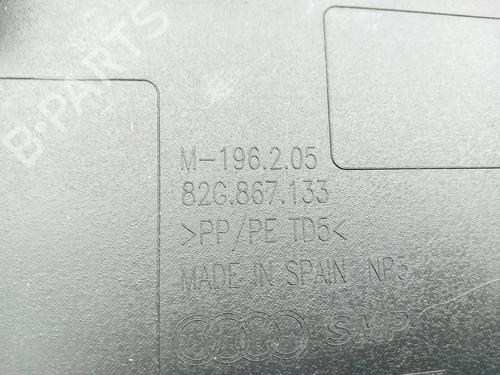 B-PARTS
M-196.2.05
82G.867.133
>PP/PE TD5<
MADE IN SPAIN NP3
SMP